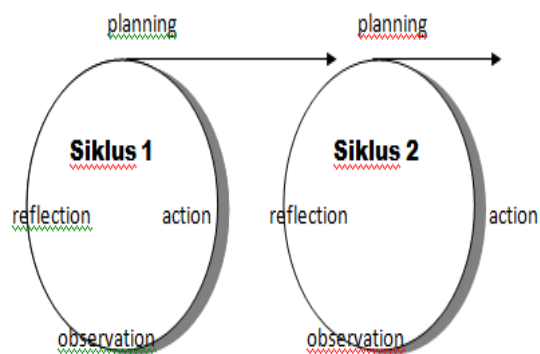 planning
planning
Siklus 1
Siklus 2
reflection
action
reflection
action
observation
observation